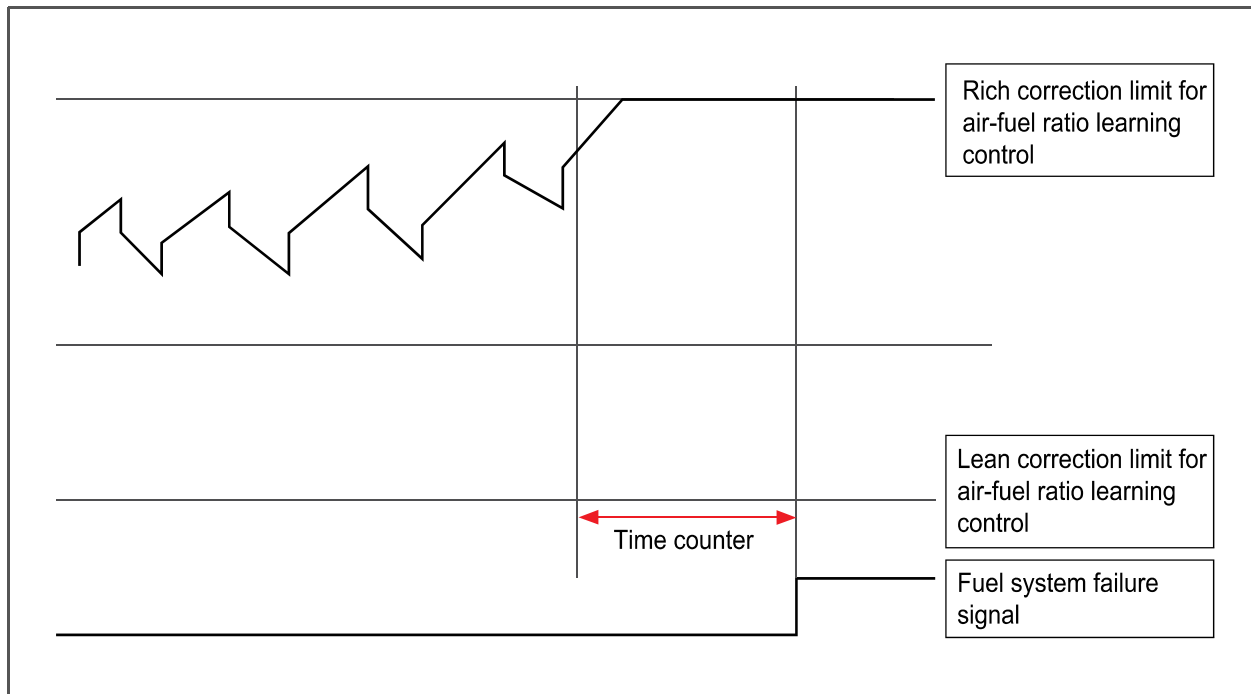 Rich correction limit for
air-fuel ratio learning
control
Lean correction limit for
air-fuel ratio learning
control
Time counter
Fuel system failure
signal